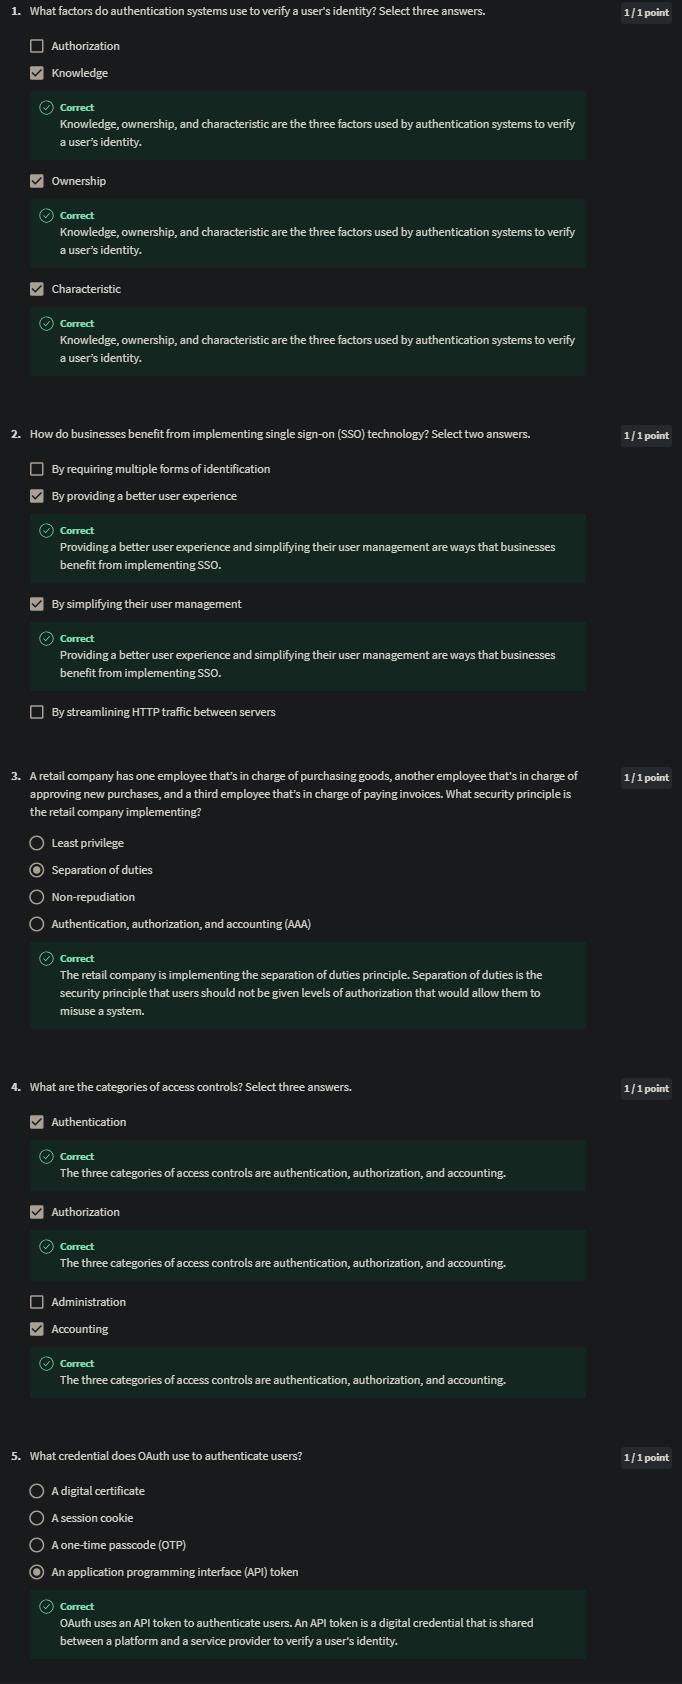 1. What factors do authentication systems use to verify a user's identity? Select three answers.
1 / 1 point
Authorization
Knowledge
Correct
Knowledge, ownership, and characteristic are the three factors used by authentication systems to verify
a user's identity.
Ownership
Correct
Knowledge, ownership, and characteristic are the three factors used by authentication systems to verify
a user's identity.
Characteristic
Correct
Knowledge, ownership, and characteristic are the three factors used by authentication systems to verify
a user's identity.
2. How do businesses benefit from implementing single sign-on (SSO) technology? Select two answers.
1 / 1 point
By requiring multiple forms of identification
By providing a better user experience
Correct
Providing a better user experience and simplifying their user management are ways that businesses
benefit from implementing SSO.
By simplifying their user management
Correct
Providing a better user experience and simplifying their user management are ways that businesses
benefit from implementing SSO.
By streamlining HTTP traffic between servers
3. A retail company has one employee that's in charge of purchasing goods, another employee that's in charge of
1 / 1 point
approving new purchases, and a third employee that's in charge of paying invoices. What security principle is
the retail company implementing?
Least privilege
Separation of duties
Non-repudiation
Authentication, authorization, and accounting (AAA)
Correct
The retail company is implementing the separation of duties principle. Separation of duties is the
security principle that users should not be given levels of authorization that would allow them to
misuse a system.
4. What are the categories of access controls? Select three answers.
1 / 1 point
Authentication
Correct
The three categories of access controls are authentication, authorization, and accounting.
Authorization
Correct
The three categories of access controls are authentication, authorization, and accounting.
Administration
Accounting
Correct
The three categories of access controls are authentication, authorization, and accounting.
5. What credential does OAuth use to authenticate users?
1 / 1 point
A digital certificate
A session cookie
A one-time passcode (OTP)
An application programming interface (API) token
Correct
OAuth uses an API token to authenticate users. An API token is a digital credential that is shared
between a platform and a service provider to verify a user's identity.